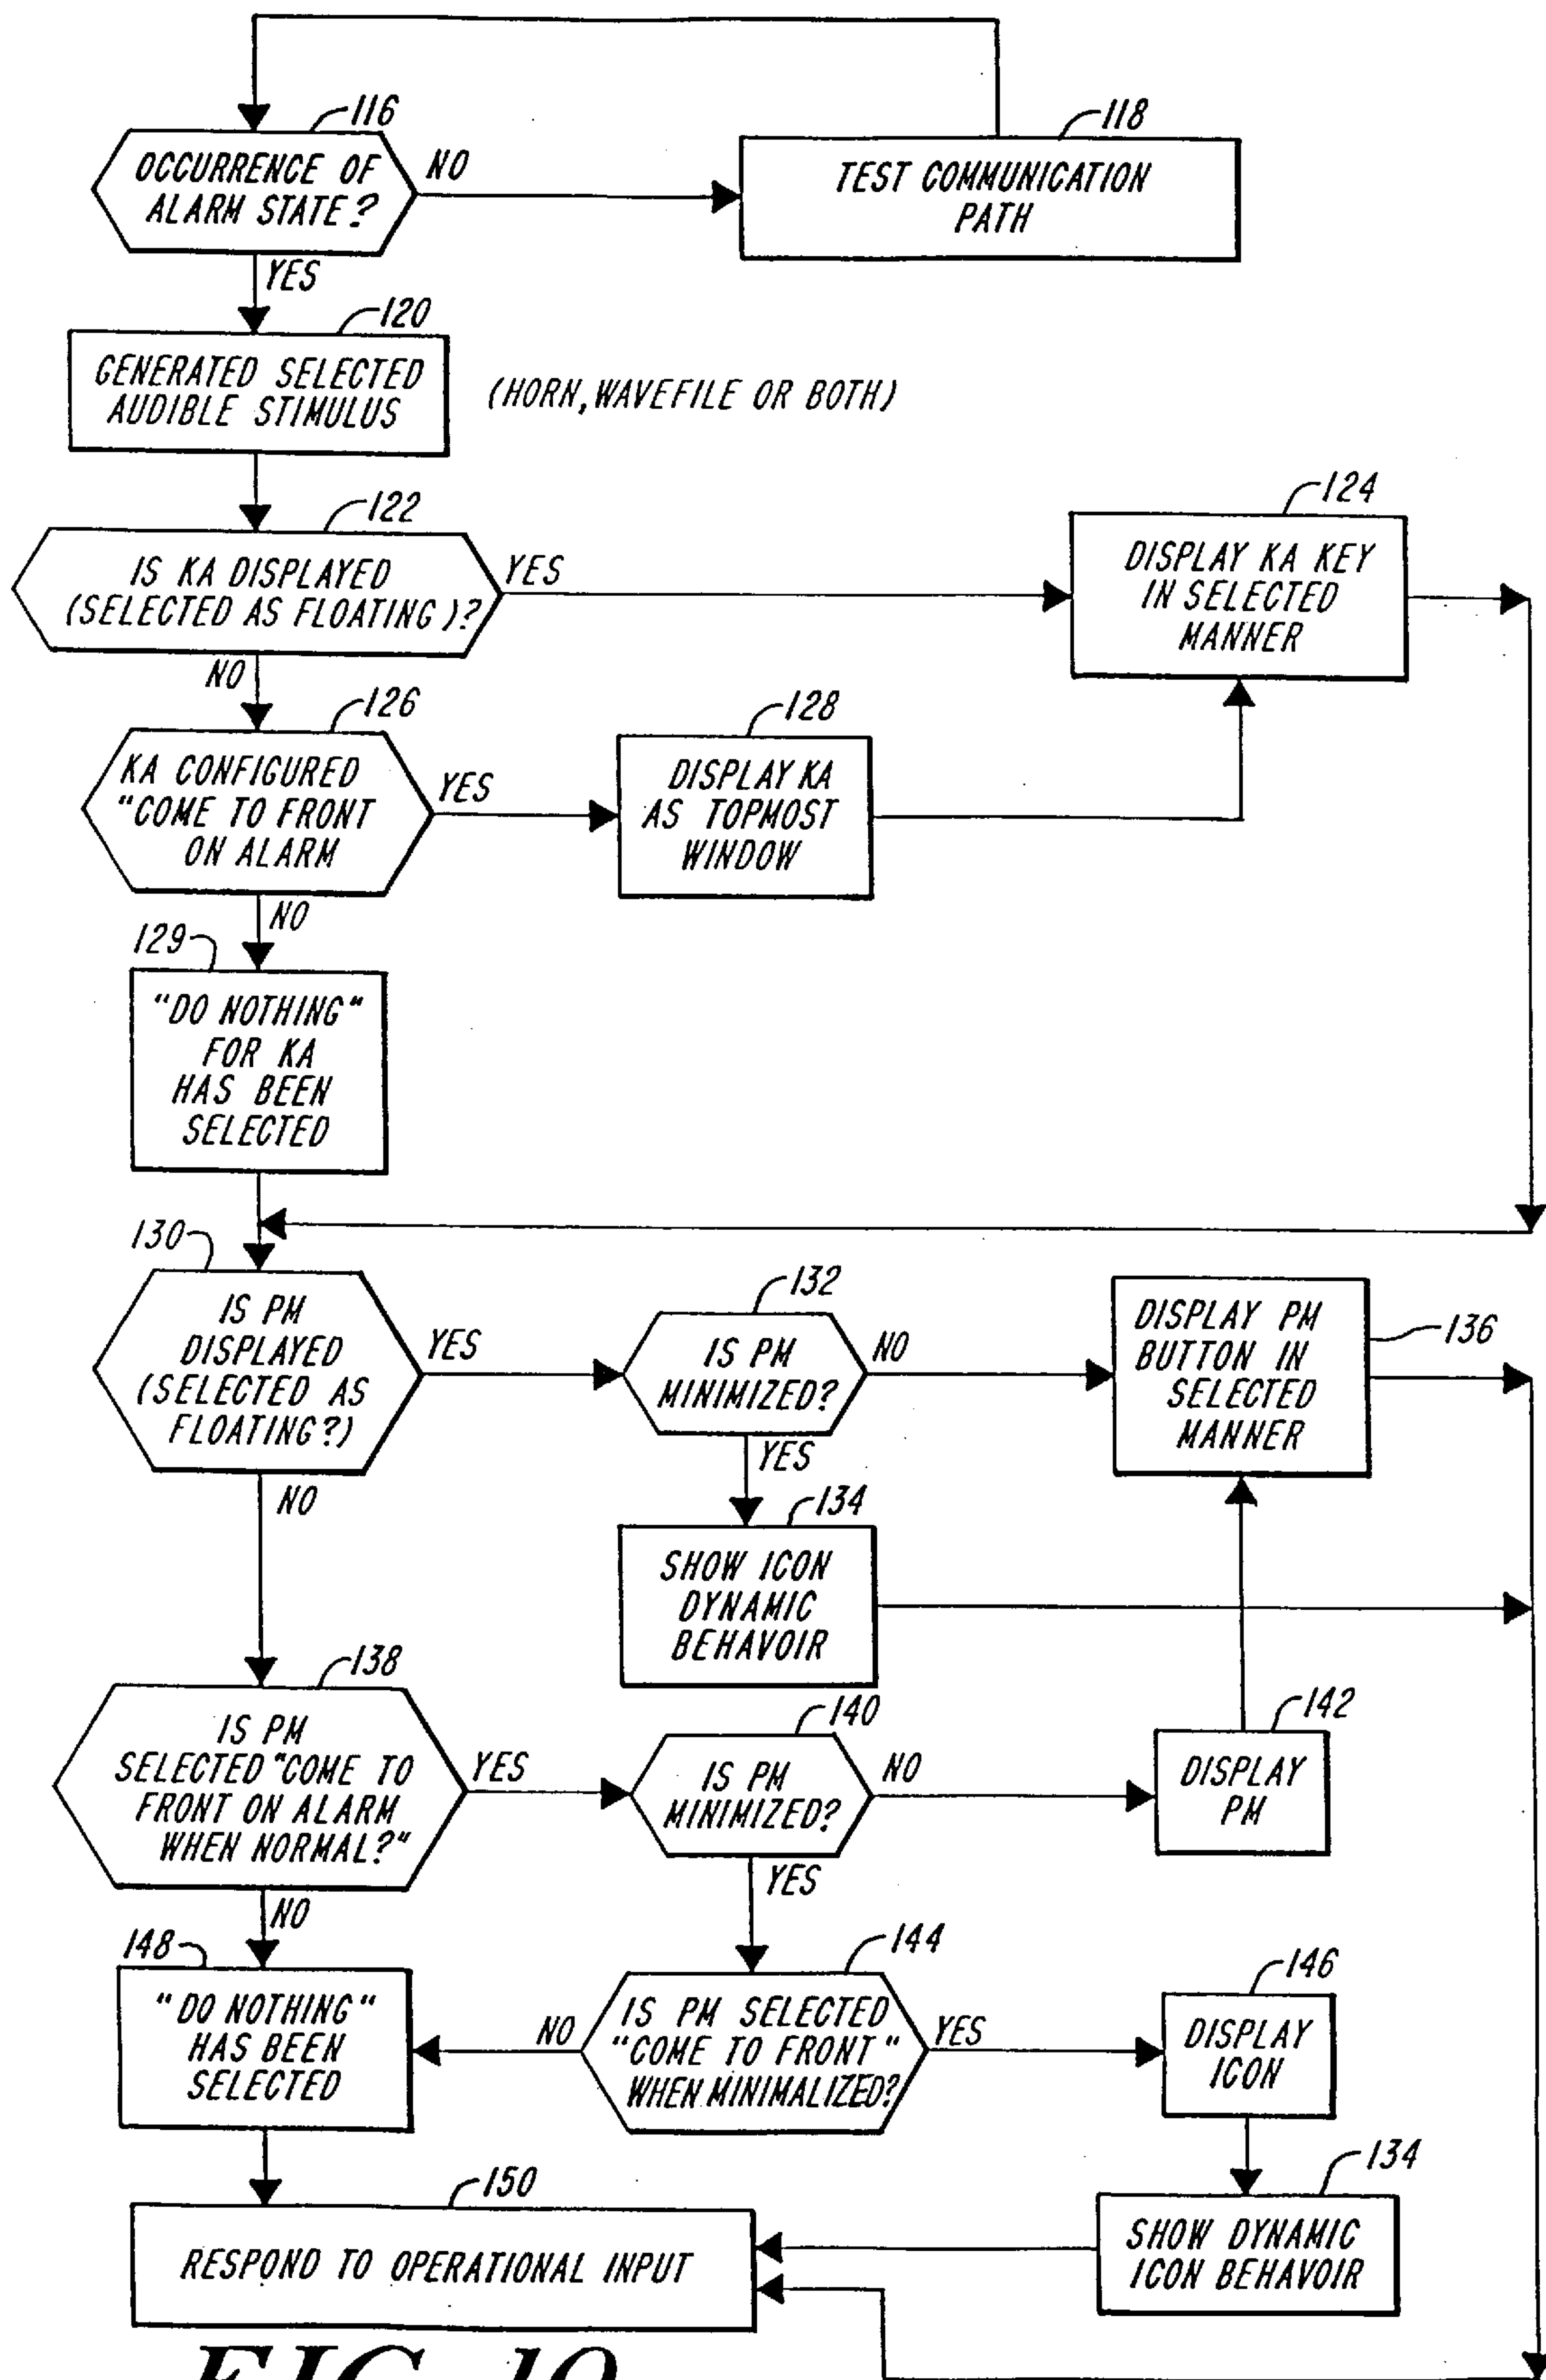 116
OCCURRENCE OF
ALARM STATE?
NO
118
TEST COMMUNICATION
PATH
YES
120
GENERATED SELECTED
AUDIBLE STIMULUS
(HORN, WAVEFILE OR BOTH)
122
IS KA DISPLAYED
(SELECTED AS FLOATING)?
YES
124
DISPLAY KA KEY
IN SELECTED
MANNER
NO
126
KA CONFIGURED
"COME TO FRONT
ON ALARM
YES
128
DISPLAY KA
AS TOPMOST
WINDOW
NO
129
"DO NOTHING"
FOR KA
HAS BEEN
SELECTED
130
IS PM
DISPLAYED
(SELECTED AS
FLOATING?)
YES
132
IS PM
MINIMIZED?
NO
DISPLAY PM
BUTTON IN
SELECTED
MANNER
136
YES
NO
134
SHOW ICON
DYNAMIC
BEHAVOIR
138
IS PM
SELECTED "COME TO
FRONT ON ALARM
WHEN NORMAL?"
YES
140
IS PM
MINIMIZED?
NO
142
DISPLAY
PM
YES
NO
148
"DO NOTHING"
HAS BEEN
SELECTED
NO
144
IS PM SELECTED
"COME TO FRONT"
WHEN MINIMALIZED?
YES
146
DISPLAY
ICON
134
SHOW DYNAMIC
ICON BEHAVOIR
150
RESPOND TO OPERATIONAL INPUT
FIG. 10